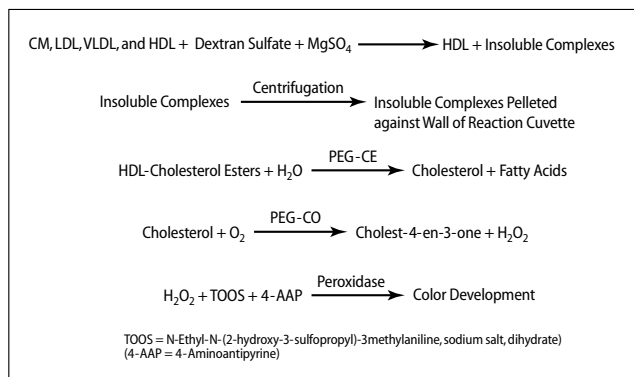 CM, LDL, VLDL, and HDL + Dextran Sulfate + MgSO₄ → HDL + Insoluble Complexes
Centrifugation
Insoluble Complexes → Insoluble Complexes Pelleted
against Wall of Reaction Cuvette
PEG-CE
HDL-Cholesterol Esters + H₂O → Cholesterol + Fatty Acids
PEG-CO
Cholesterol + O₂ → Cholest-4-en-3-one + H₂O₂
Peroxidase
H₂O₂ + TOOS + 4-AAP → Color Development
TOOS = N-Ethyl-N-(2-hydroxy-3-sulfopropyl)-3methylaniline, sodium salt, dihydrate)
(4-AAP = 4-Aminoantipyrine)